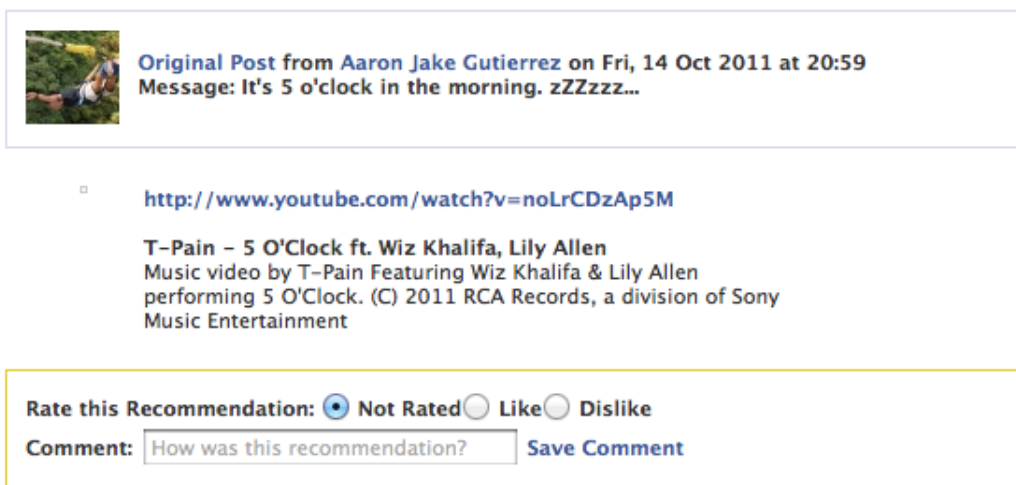 Original Post from Aaron Jake Gutierrez on Fri, 14 Oct 2011 at 20:59
Message: It's 5 o'clock in the morning. zZZzzz...
http://www.youtube.com/watch?v=noLrCDzAp5M
T-Pain - 5 O'Clock ft. Wiz Khalifa, Lily Allen
Music video by T-Pain Featuring Wiz Khalifa & Lily Allen
performing 5 O'Clock. (C) 2011 RCA Records, a division of Sony
Music Entertainment
Rate this Recommendation: Not Rated Like Dislike
Comment: How was this recommendation? Save Comment